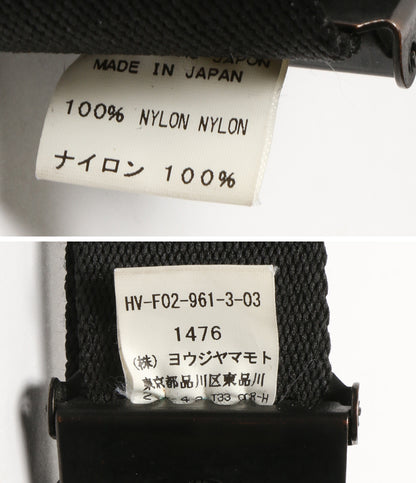 JAPON
MADE IN JAPAN
100% NYLON NYLON
ナイロン 100%
HV-F02-961-3-03
1476
(株) ヨウジヤマモト
東京都品川区東品川